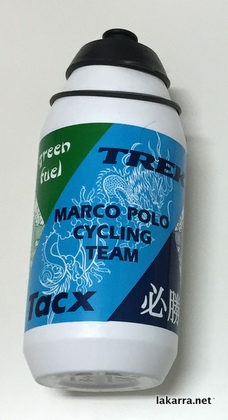 green
fuel
TREK
MARCO POLO
CYCLING
TEAM
Tacx
必勝
lakarra.net